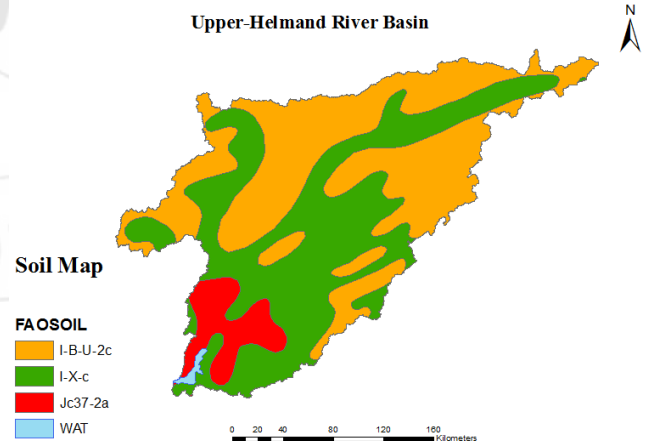 Upper-Helmand River Basin
N
Soil Map
FAOSOIL
I-B-U-2c
I-X-c
Jc37-2a
WAT
0 20 40 80 120 160
Kilometers